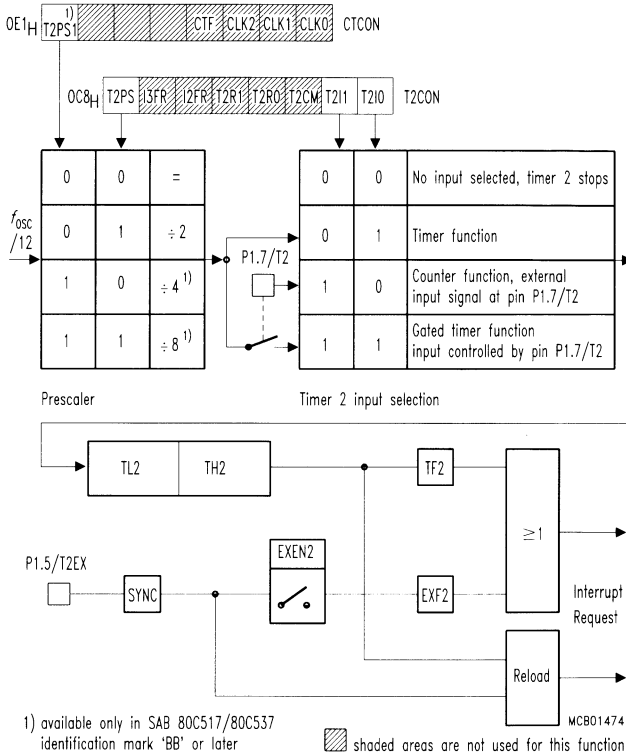 0E1H T2PS1 1) CTF CLK2 CLK1 CLK0 CTCON
0C8H T2PS I3FR I2FR T2R1 T2R0 T2CM T2I1 T2I0 T2CON
fosc /12
0 0 =
0 1 ÷2
1 0 ÷4 1)
1 1 ÷8 1)
P1.7/T2
0 0 No input selected, timer 2 stops
0 1 Timer function
1 0 Counter function, external
input signal at pin P1.7/T2
1 1 Gated timer function
input controlled by pin P1.7/T2
Prescaler
Timer 2 input selection
TL2 TH2 TF2
≥1
EXEN2
P1.5/T2EX
SYNC
EXF2
Interrupt
Request
Reload
MCB01474
1) available only in SAB 80C517/80C537
identification mark 'BB' or later
shaded areas are not used for this function